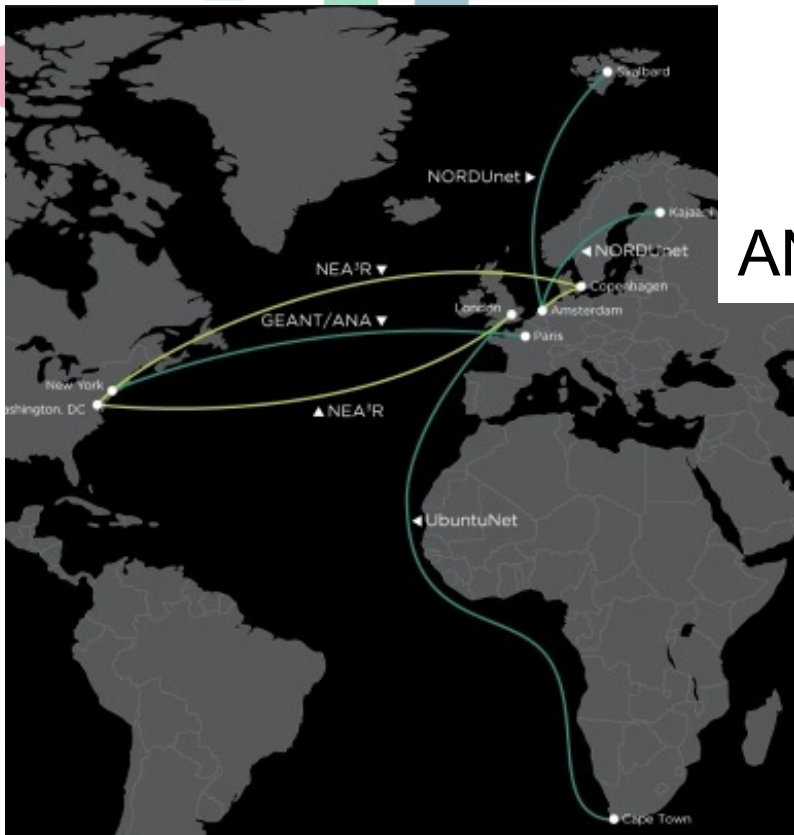 Svalbard
NORDUnet ▶
Kajaani
AN
◀ NORDUnet
NEA³R ▼
Copenhagen
London
Amsterdam
GEANT/ANA ▼
Paris
New York
ashington, DC
▲ NEA³R
◀ UbuntuNet
Cape Town